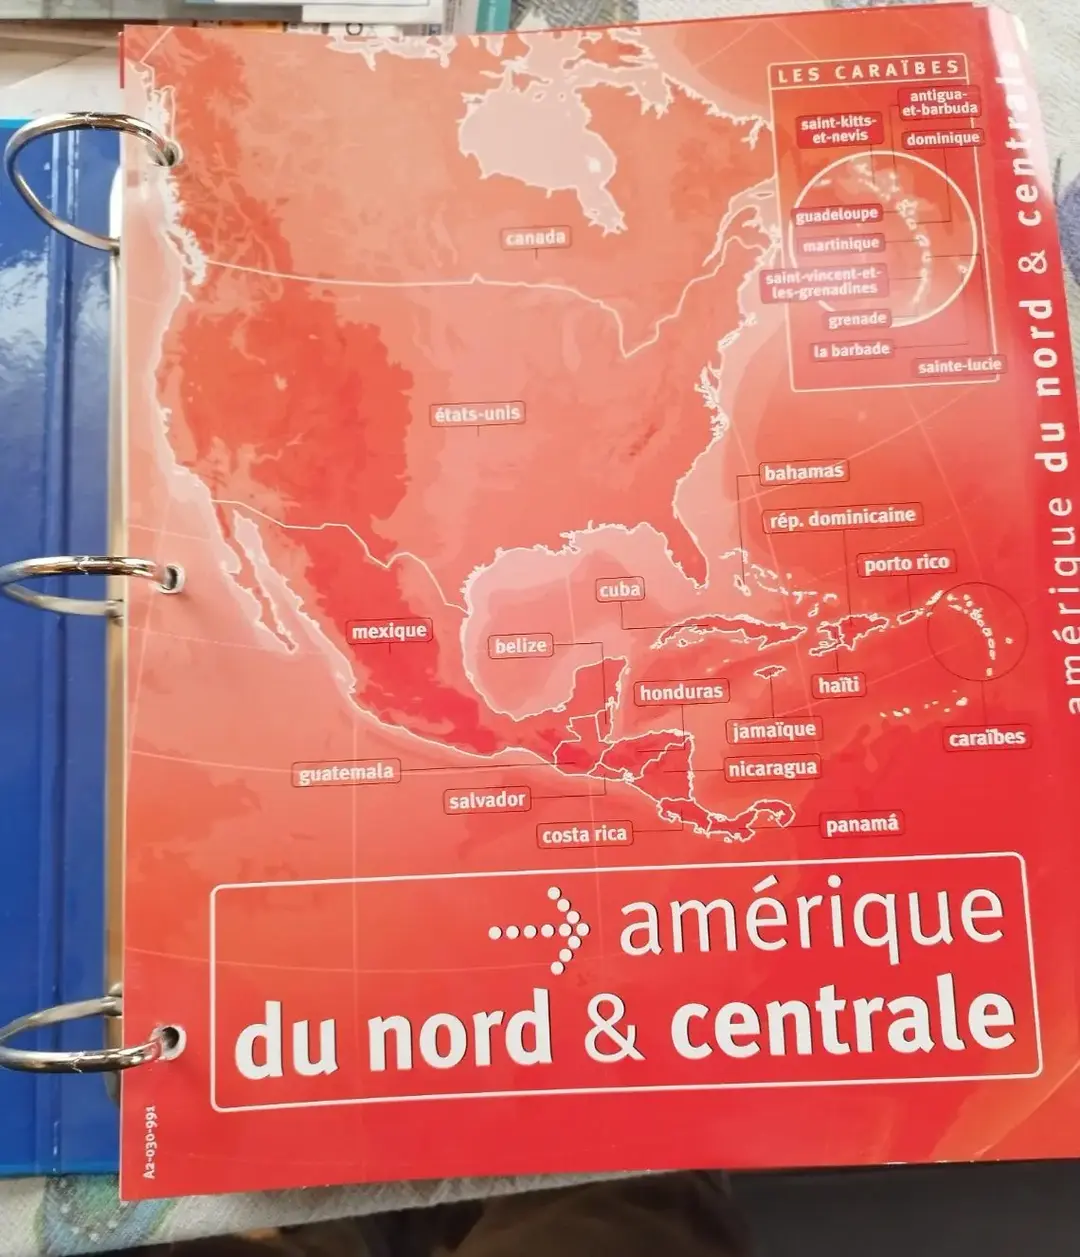 LES CARAÏBES
antigua-
et-barbuda
saint-kitts-
et-nevis
dominique
guadeloupe
martinique
saint-vincent-et-
les-grenadines
grenade
la barbade
sainte-lucie
canada
états-unis
bahamas
rép. dominicaine
porto rico
cuba
mexique
belize
honduras
haïti
jamaïque
caraïbes
guatemala
nicaragua
salvador
costa rica
panamá
amérique
du nord & centrale
amérique du nord & centrale
A2-030-991